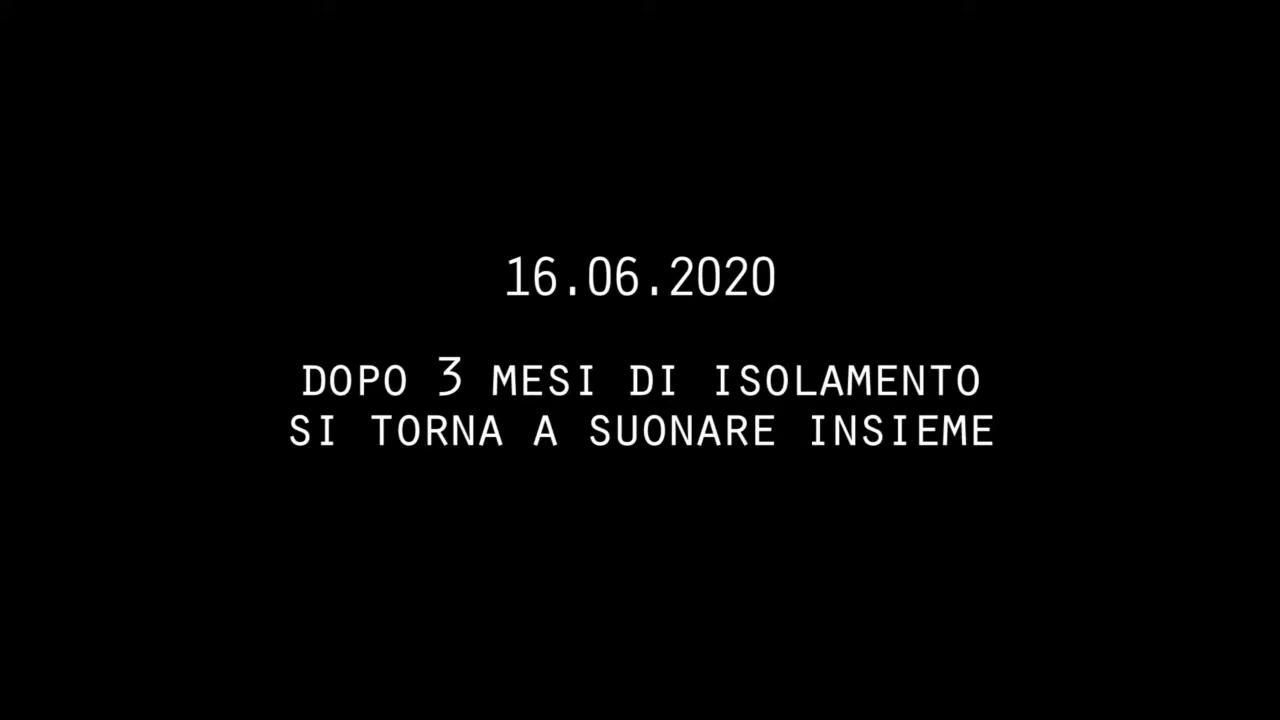 16.06.2020
DOPO 3 MESI DI ISOLAMENTO
SI TORNA A SUONARE INSIEME